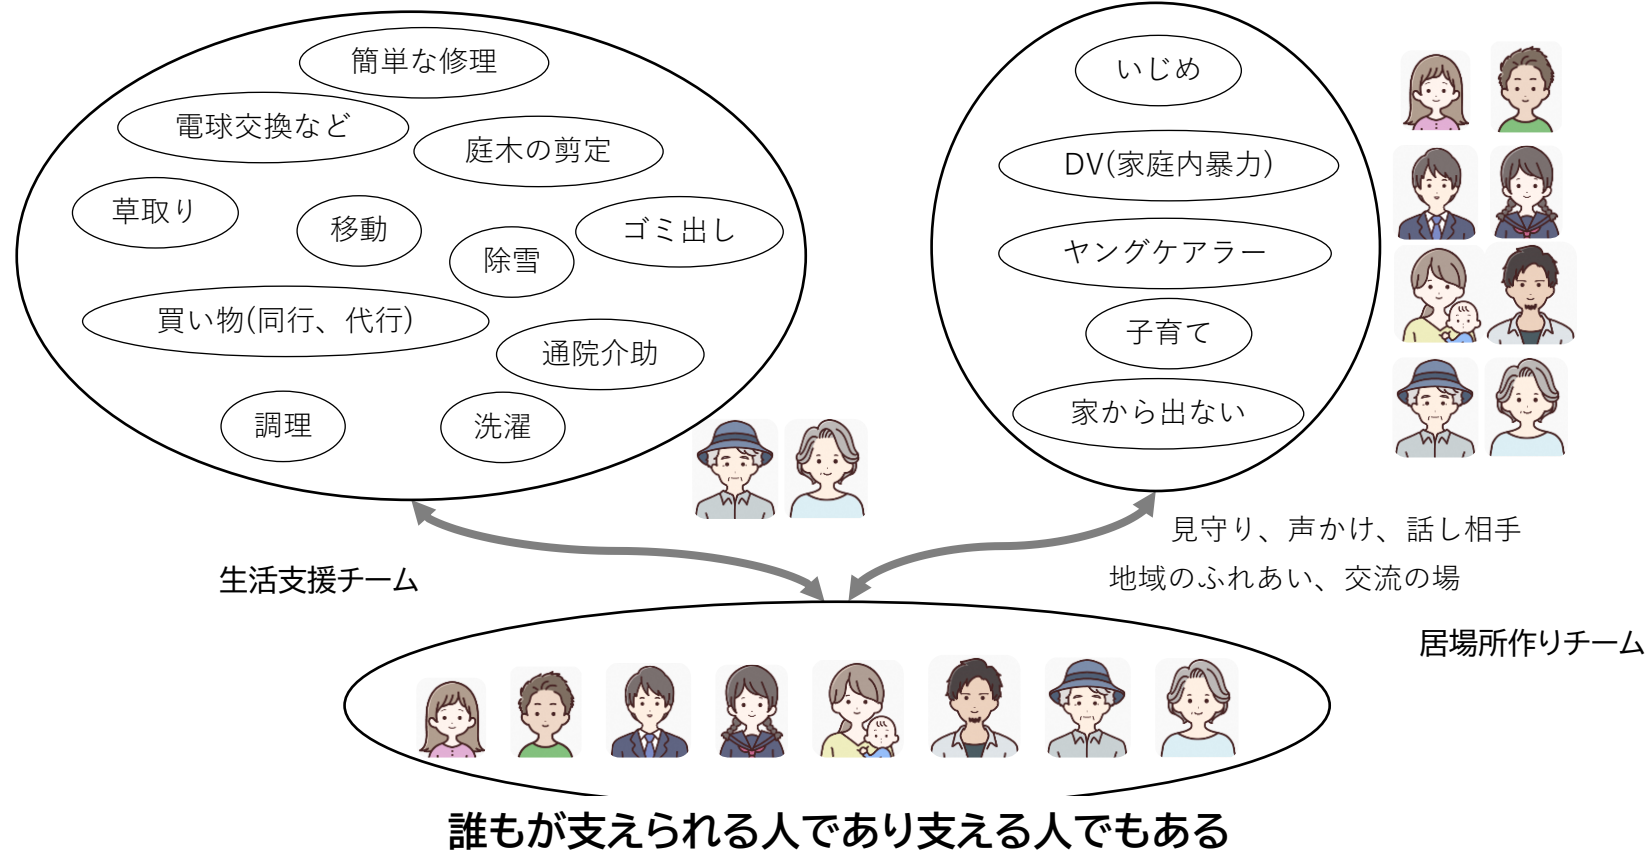 簡単な修理
電球交換など
庭木の剪定
草取り
移動
ゴミ出し
除雪
買い物(同行、代行)
通院介助
調理
洗濯
生活支援チーム
いじめ
DV(家庭内暴力)
ヤングケアラー
子育て
家から出ない
見守り、声かけ、話し相手
地域のふれあい、交流の場
居場所作りチーム
誰もが支えられる人であり支える人でもある